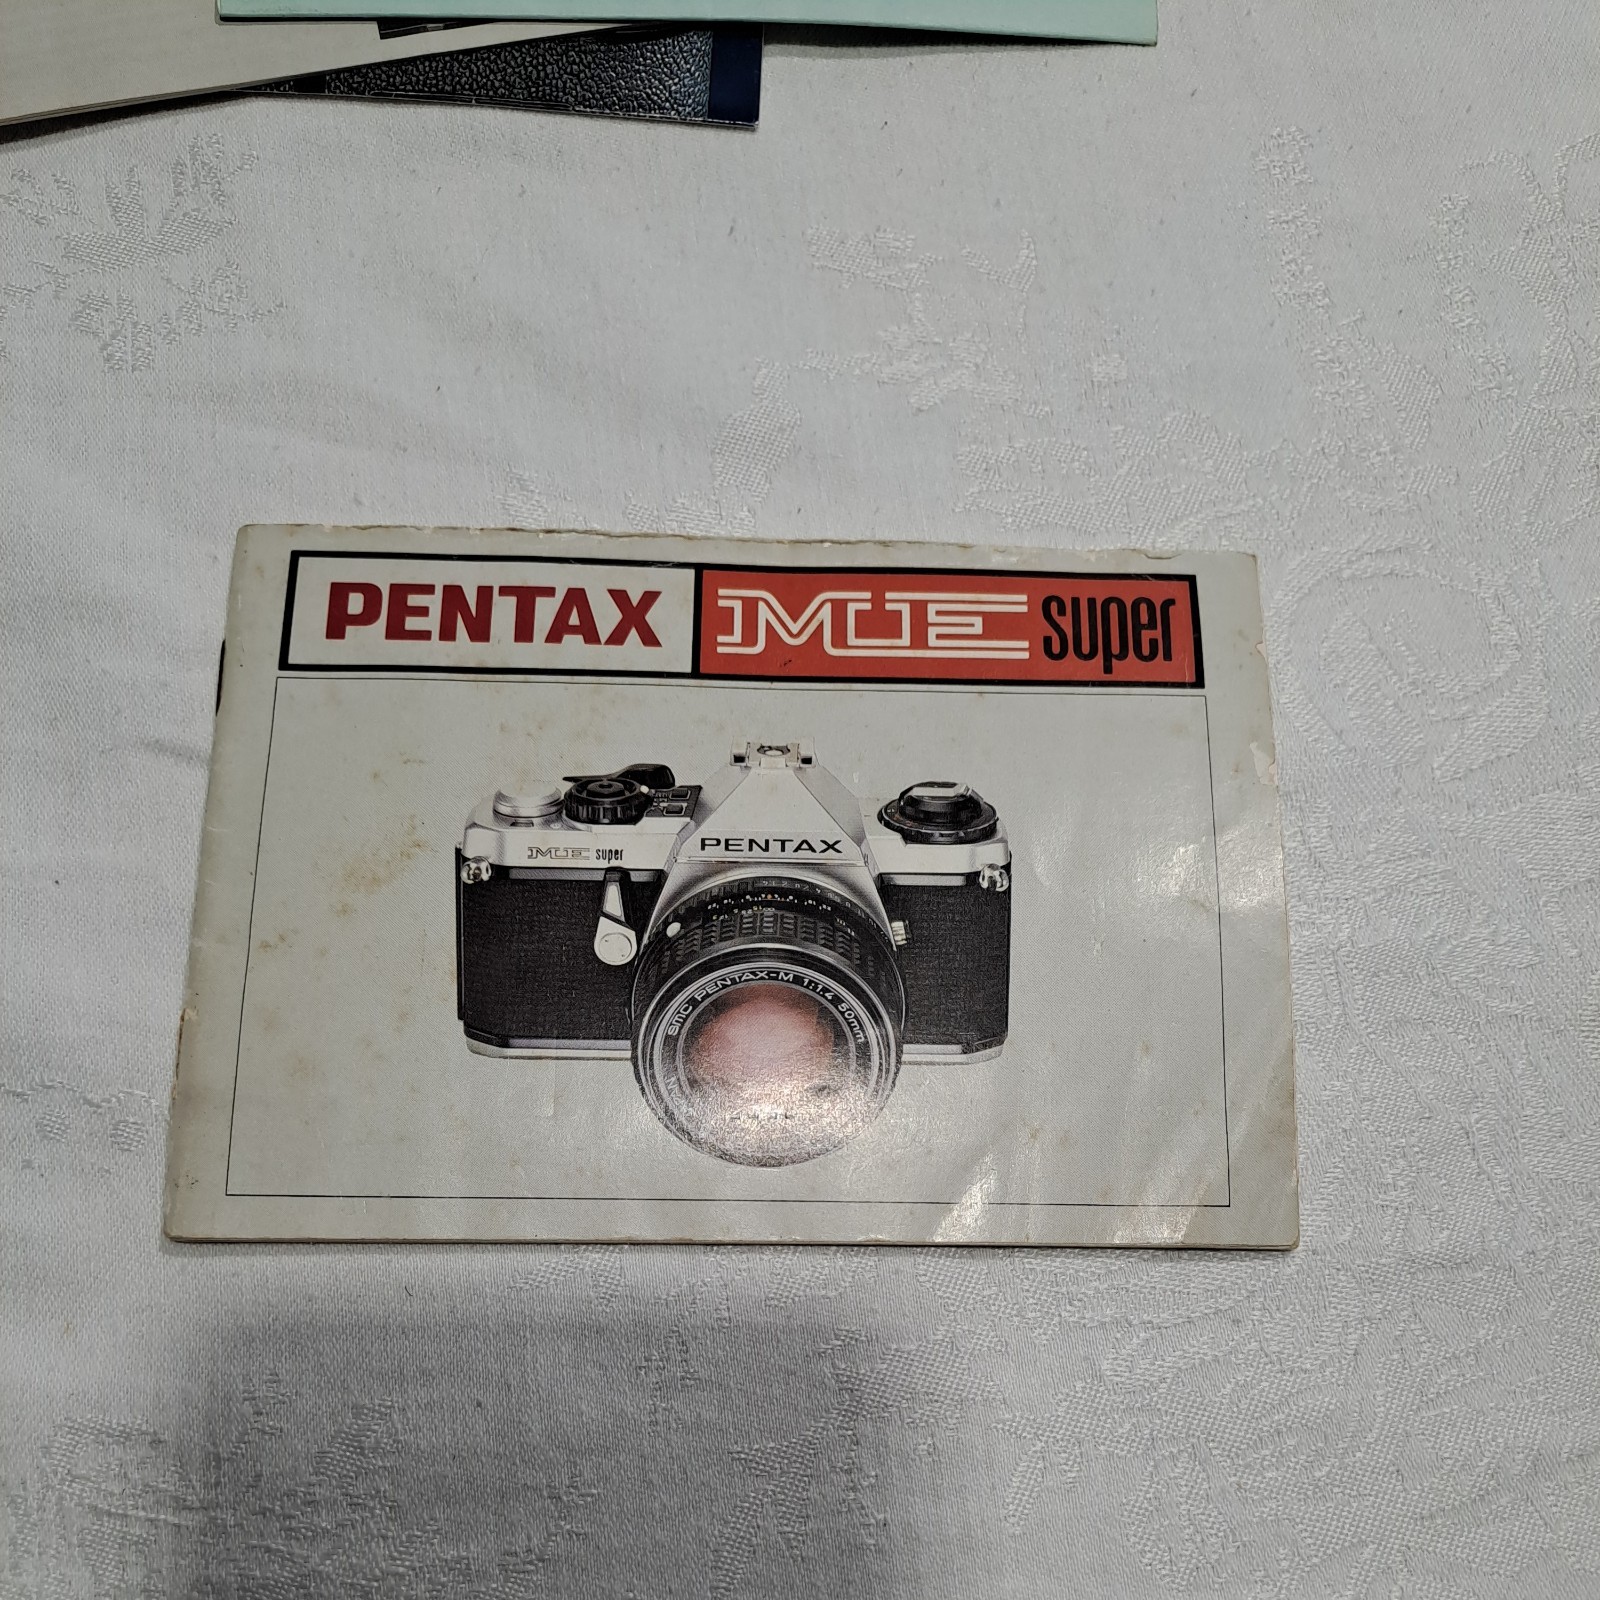 PENTAX ME super
PENTAX
ME super
SMC PENTAX-M 1:1.4 50mm